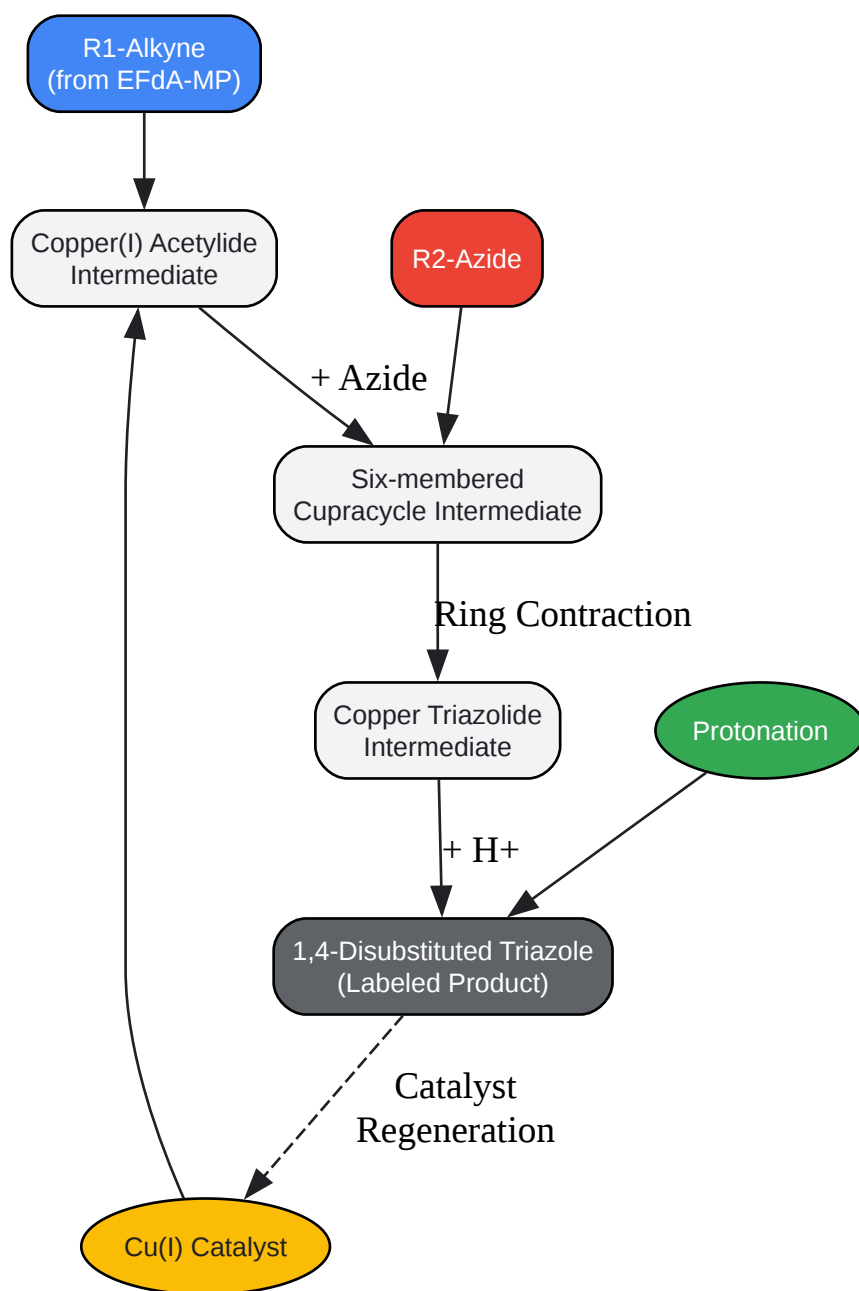 R1-Alkyne
(from EFdA-MP)
Copper(I) Acetylide
Intermediate
R2-Azide
+ Azide
Six-membered
Cupracycle Intermediate
Ring Contraction
Copper Triazolide
Intermediate
Protonation
+ H+
1,4-Disubstituted Triazole
(Labeled Product)
Catalyst
Regeneration
Cu(I) Catalyst